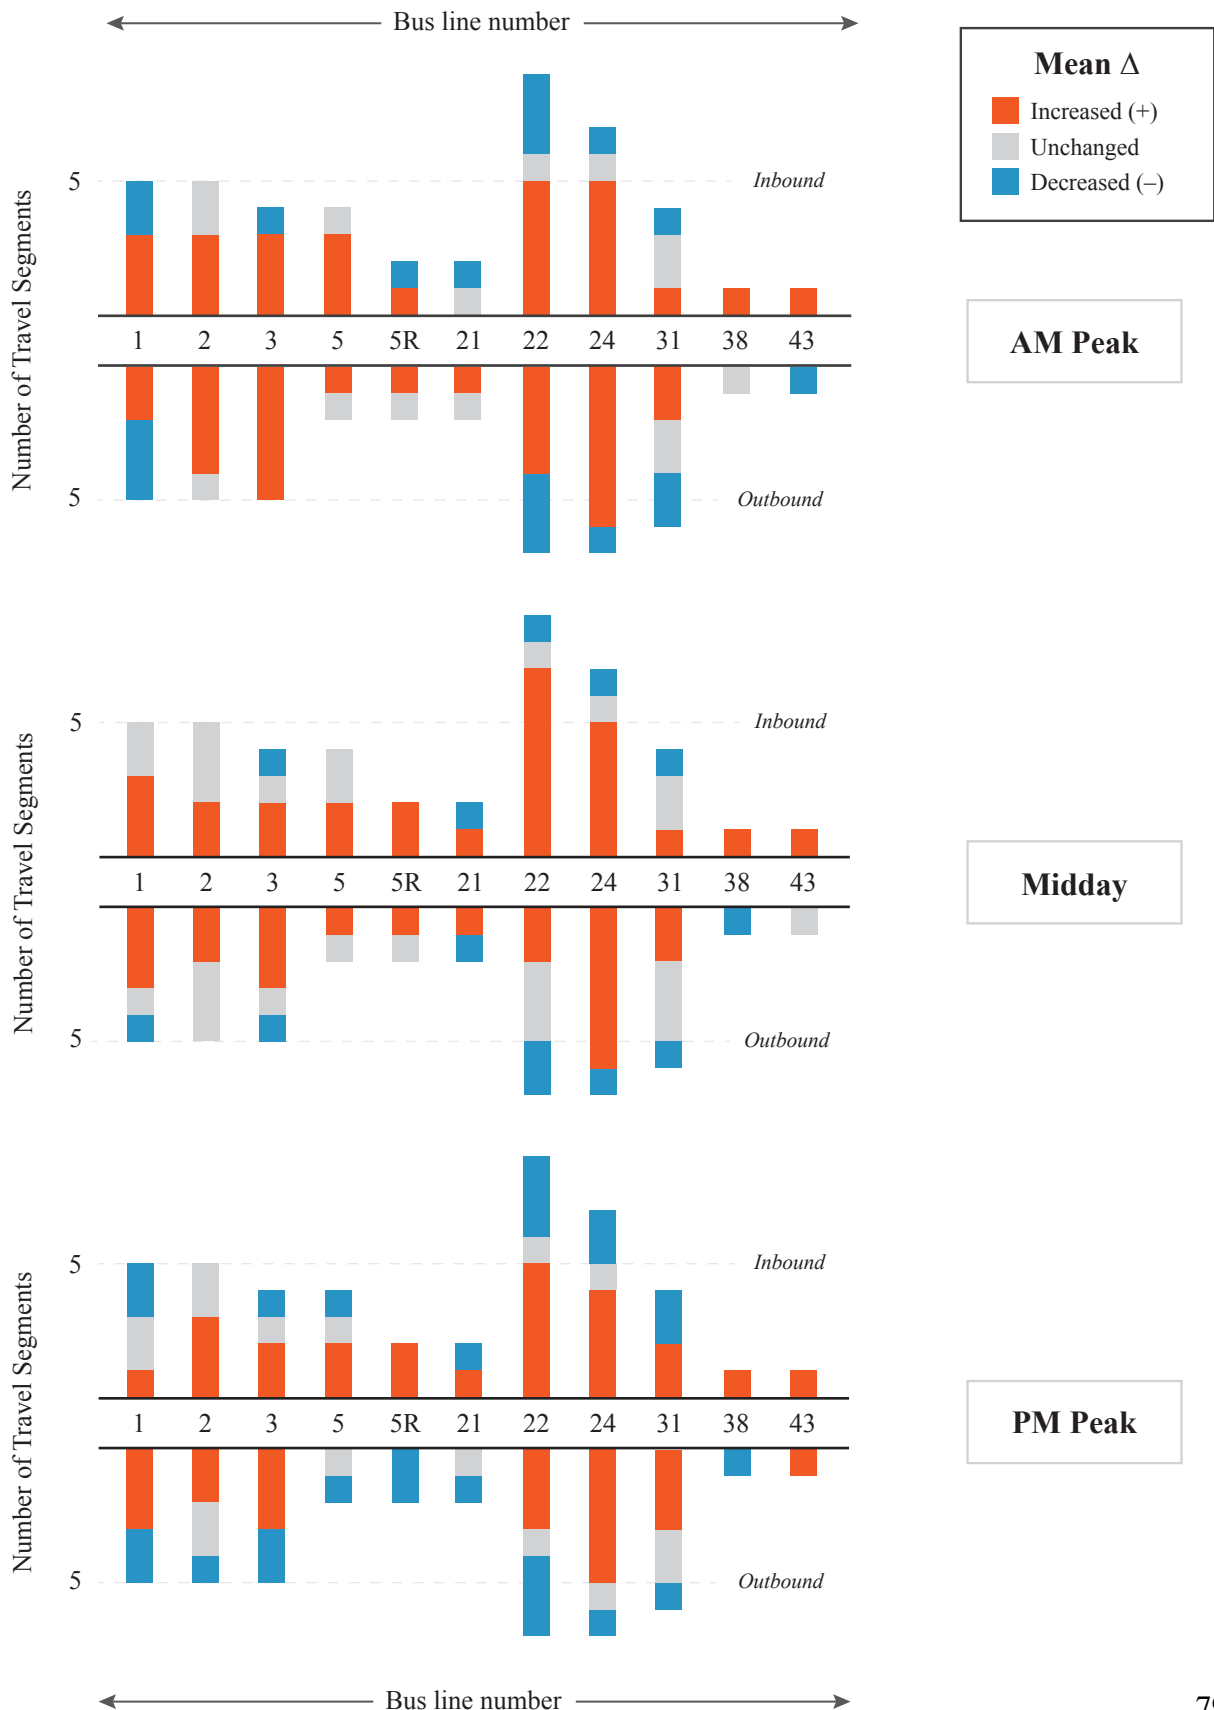 Bus line number
Mean Δ
Increased (+)
Unchanged
Decreased (–)
Number of Travel Segments
5
Inbound
1 2 3 5 5R 21 22 24 31 38 43
AM Peak
5
Outbound
Number of Travel Segments
5
Inbound
1 2 3 5 5R 21 22 24 31 38 43
Midday
5
Outbound
Number of Travel Segments
5
Inbound
1 2 3 5 5R 21 22 24 31 38 43
PM Peak
5
Outbound
Bus line number